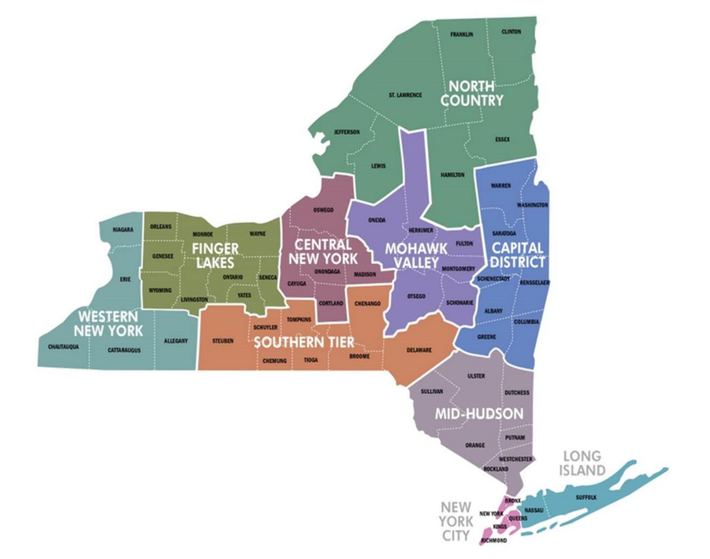 FRANKLIN
CLINTON
ST. LAWRENCE
NORTH
COUNTRY
JEFFERSON
ESSEX
LEWIS
HAMILTON
WARREN
WASHINGTON
OSWEGO
ONEIDA
HERKIMER
SARATOGA
NIAGARA
ORLEANS
MONROE
WAYNE
FULTON
FINGER
LAKES
CENTRAL
NEW YORK
MOHAWK
VALLEY
CAPITAL
DISTRICT
GENESEE
ONONDAGA
MADISON
MONTGOMERY
ERIE
ONTARIO
SENECA
CAYUGA
SCHENECTADY
RENSSELAER
WYOMING
LIVINGSTON
YATES
CORTLAND
CHENANGO
OTSEGO
SCHOHARIE
ALBANY
WESTERN
NEW YORK
TOMPKINS
SCHUYLER
COLUMBIA
CHAUTAUQUA
CATTARAUGUS
ALLEGANY
STEUBEN
SOUTHERN TIER
CHEMUNG
TIOGA
BROOME
DELAWARE
GREENE
ULSTER
SULLIVAN
DUTCHESS
MID-HUDSON
ORANGE
PUTNAM
WESTCHESTER
ROCKLAND
LONG
ISLAND
NEW
YORK
CITY
BRONX
NEW YORK
NASSAU
SUFFOLK
QUEENS
KINGS
RICHMOND